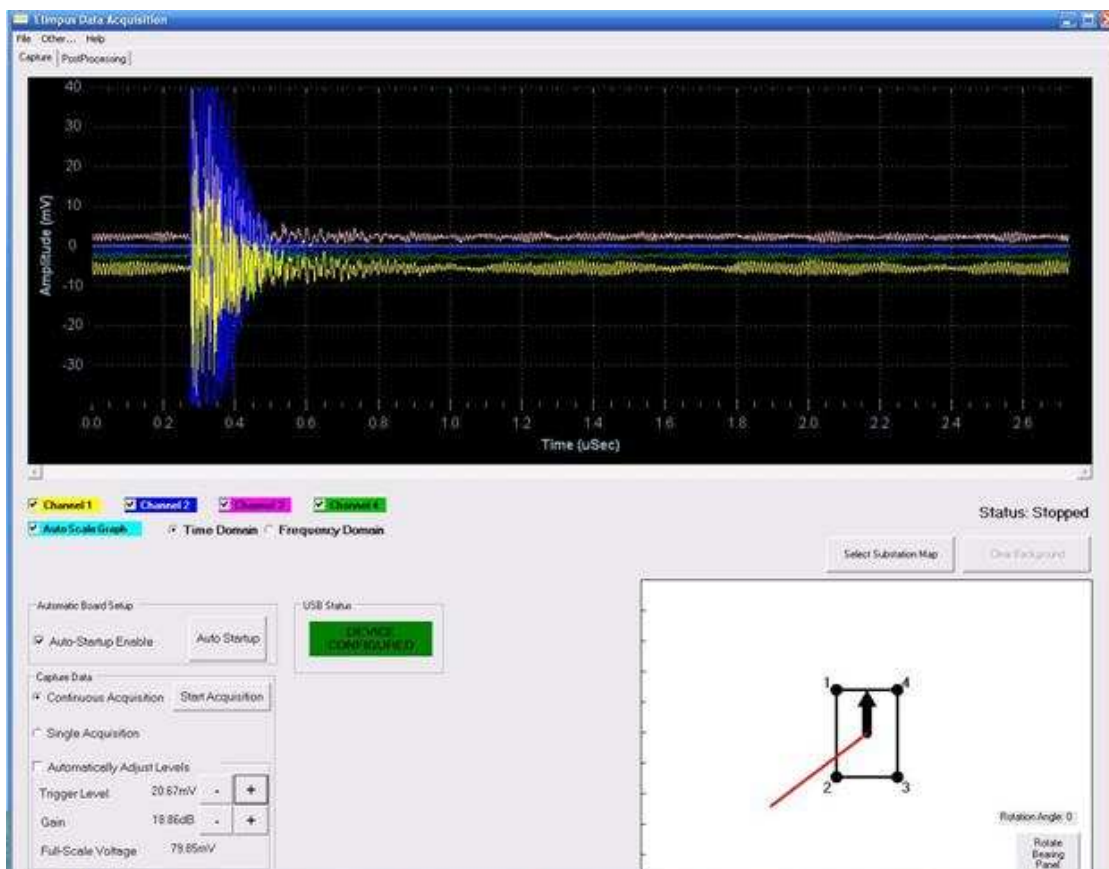 Data Acquisition
File Other... Help
Capture PostProcessing
40
30
20
10
0
-10
-20
-30
Amplitude (mV)
0.0 0.2 0.4 0.6 0.8 1.0 1.2 1.4 1.6 1.8 2.0 2.2 2.4 2.6
Time (uSec)
Channel 1 Channel 2 Channel 3 Channel 4
Auto Scale Graph Time Domain Frequency Domain
Status: Stopped
Select Substation Map Clear Background
Automatic Board Setup
Auto-Startup Enable Auto Startup
USB Status
DEVICE
CONFIGURED
Capture Data
Continuous Acquisition Start Acquisition
Single Acquisition
Automatically Adjust Levels
Trigger Level 20.67mV - +
Gain 18.86dB - +
Full-Scale Voltage 79.85mV
1 4
2 3
Rotation Angle: 0
Rotate
Bearing
Panel